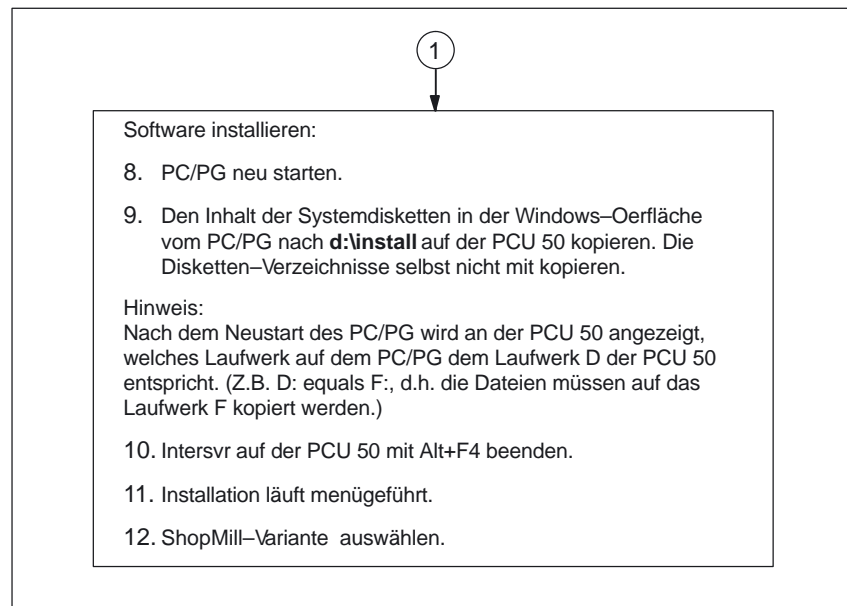 1
Software installieren:
8. PC/PG neu starten.
9. Den Inhalt der Systemdisketten in der Windows–Oerfläche
vom PC/PG nach d:\install auf der PCU 50 kopieren. Die
Disketten–Verzeichnisse selbst nicht mit kopieren.
Hinweis:
Nach dem Neustart des PC/PG wird an der PCU 50 angezeigt,
welches Laufwerk auf dem PC/PG dem Laufwerk D der PCU 50
entspricht. (Z.B. D: equals F:, d.h. die Dateien müssen auf das
Laufwerk F kopiert werden.)
10. Intersvr auf der PCU 50 mit Alt+F4 beenden.
11. Installation läuft menügeführt.
12. ShopMill–Variante auswählen.